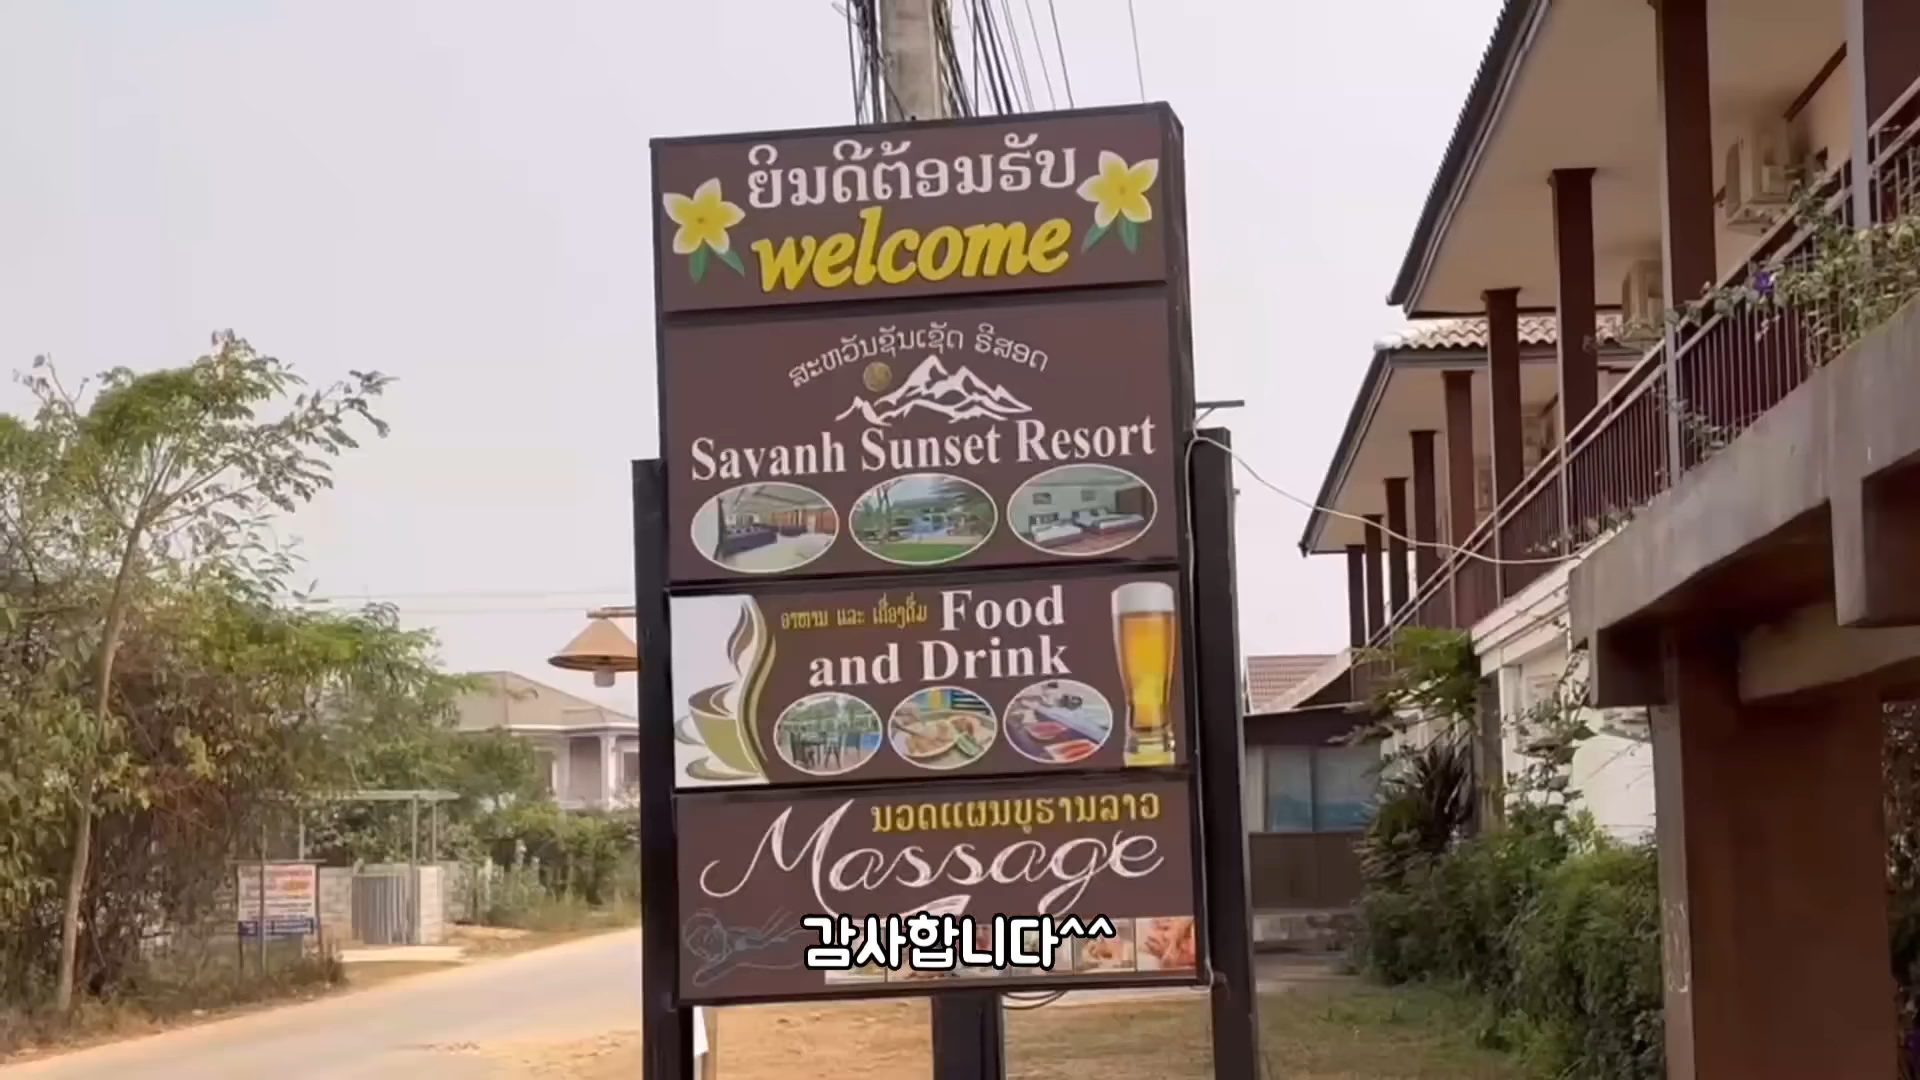 ຍິນດີຕ້ອນຮັບ
welcome
ສະຫວັນຊັນເຊັດ ຣີສອດ
Savanh Sunset Resort
ອາຫານ ແລະ ເຄື່ອງດື່ມ Food
and Drink
ນວດແຜນບູຮານລາວ
Massage
감사합니다^^